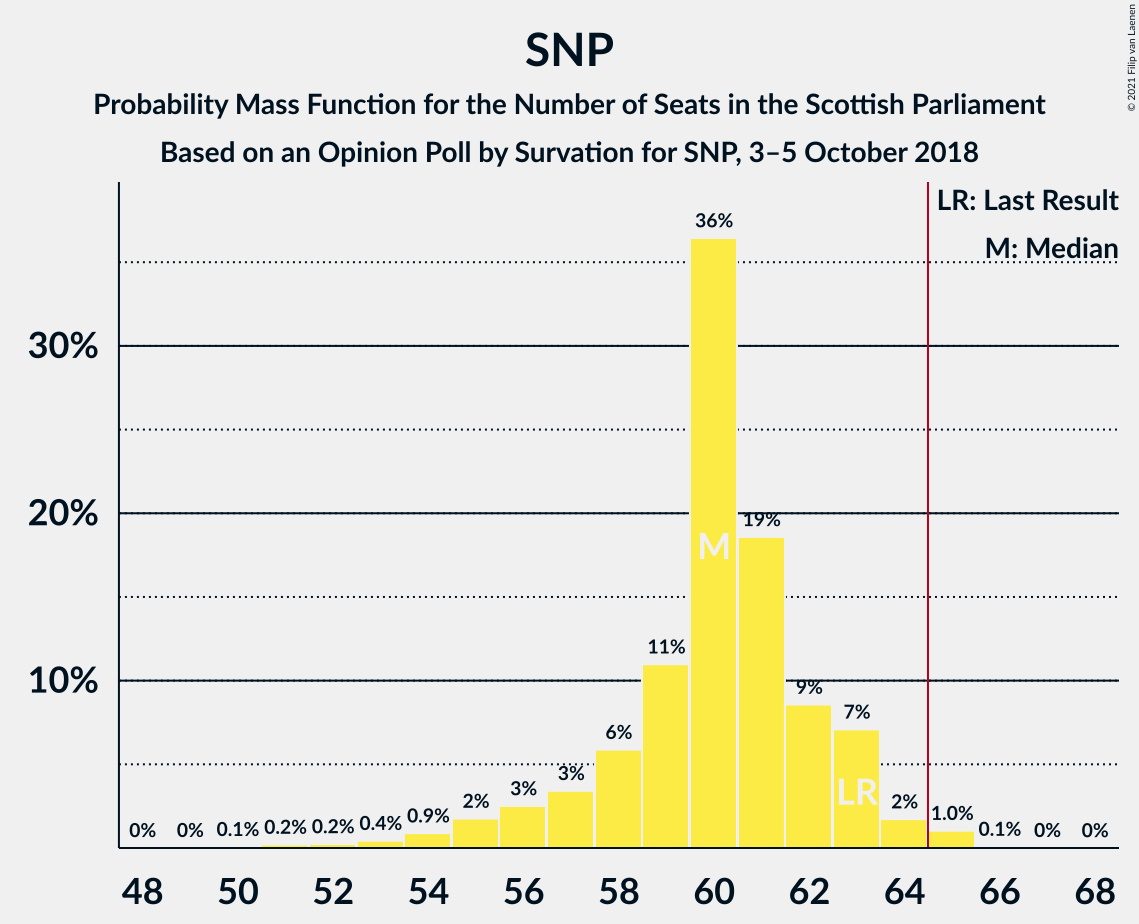 SNP
Probability Mass Function for the Number of Seats in the Scottish Parliament
Based on an Opinion Poll by Survation for SNP, 3–5 October 2018
© 2021 Filip van Laenen
LR: Last Result
M: Median
30%
20%
10%
0%
0%
0.1%
0.2%
0.2%
0.4%
0.9%
2%
3%
3%
6%
11%
36%
19%
9%
7%
2%
1.0%
0.1%
0%
0%
M
LR
48 50 52 54 56 58 60 62 64 66 68